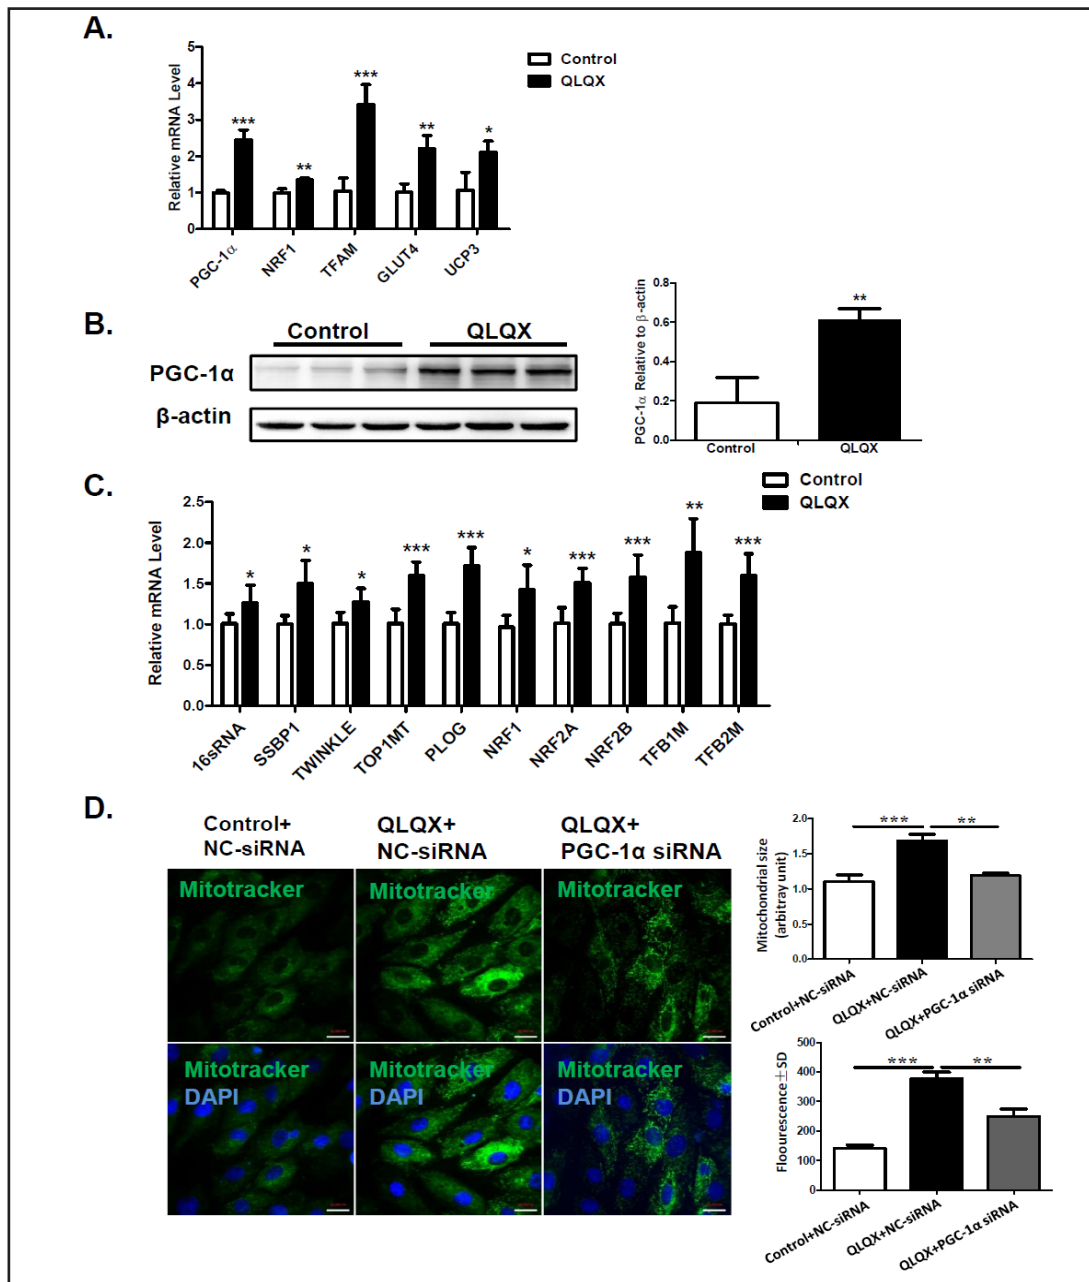 A.
Relative mRNA Level
5
4
3
2
1
0
Control
QLQX
***
**
***
**
*
PGC-1α
NRF1
TFAM
GLUT4
UCP3
B.
Control
QLQX
PGC-1α
β-actin
PGC-1α Relative to β-actin
0.8
0.6
0.4
0.2
0.0
**
Control
QLQX
C.
Control
QLQX
Relative mRNA Level
2.5
2.0
1.5
1.0
0.5
0.0
*
*
*
***
***
*
***
***
**
***
16sRNA
SSBP1
TWINKLE
TOP1MT
PLOG
NRF1
NRF2A
NRF2B
TFB1M
TFB2M
D.
Control+
NC-siRNA
QLQX+
NC-siRNA
QLQX+
PGC-1α siRNA
Mitotracker
Mitotracker
Mitotracker
Mitotracker
DAPI
Mitotracker
DAPI
Mitotracker
DAPI
Mitochondrial size
(arbitray unit)
2.0
1.5
1.0
0.5
0.0
***
**
Control+NC-siRNA
QLQX+NC-siRNA
QLQX+PGC-1α siRNA
Floourescence±SD
500
400
300
200
100
0
***
**
Control+NC-siRNA
QLQX+NC-siRNA
QLQX+PGC-1α siRNA